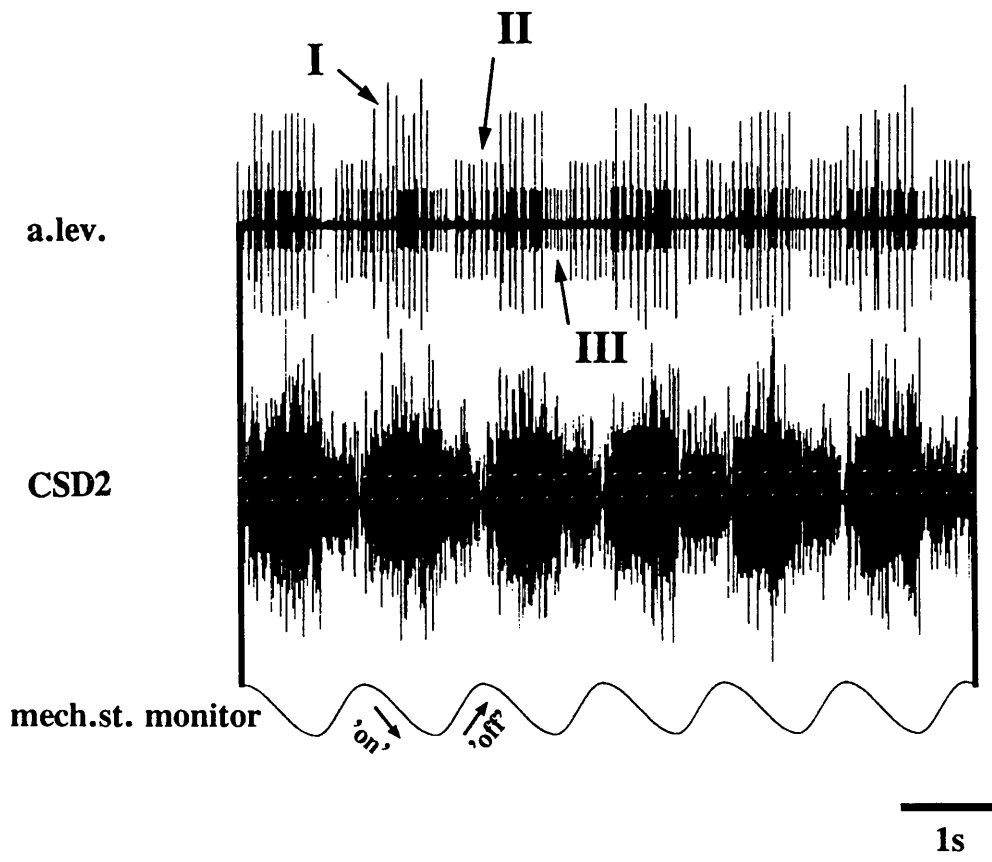 I
II
a.lev.
III
CSD2
mech.st. monitor
'on'
'off'
1s